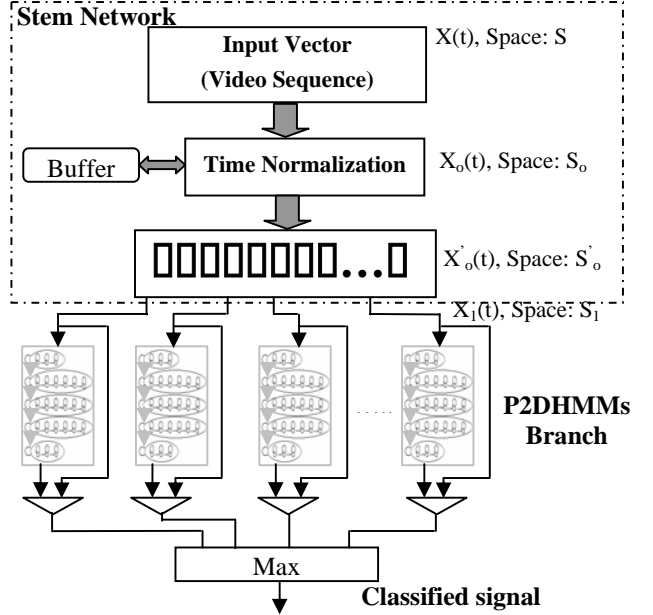 Stem Network
Input Vector
(Video Sequence)
X(t), Space: S
Buffer
Time Normalization
Xo(t), Space: So
X'o(t), Space: S'o
X1(t), Space: S1
P2DHMMs
Branch
Max
Classified signal